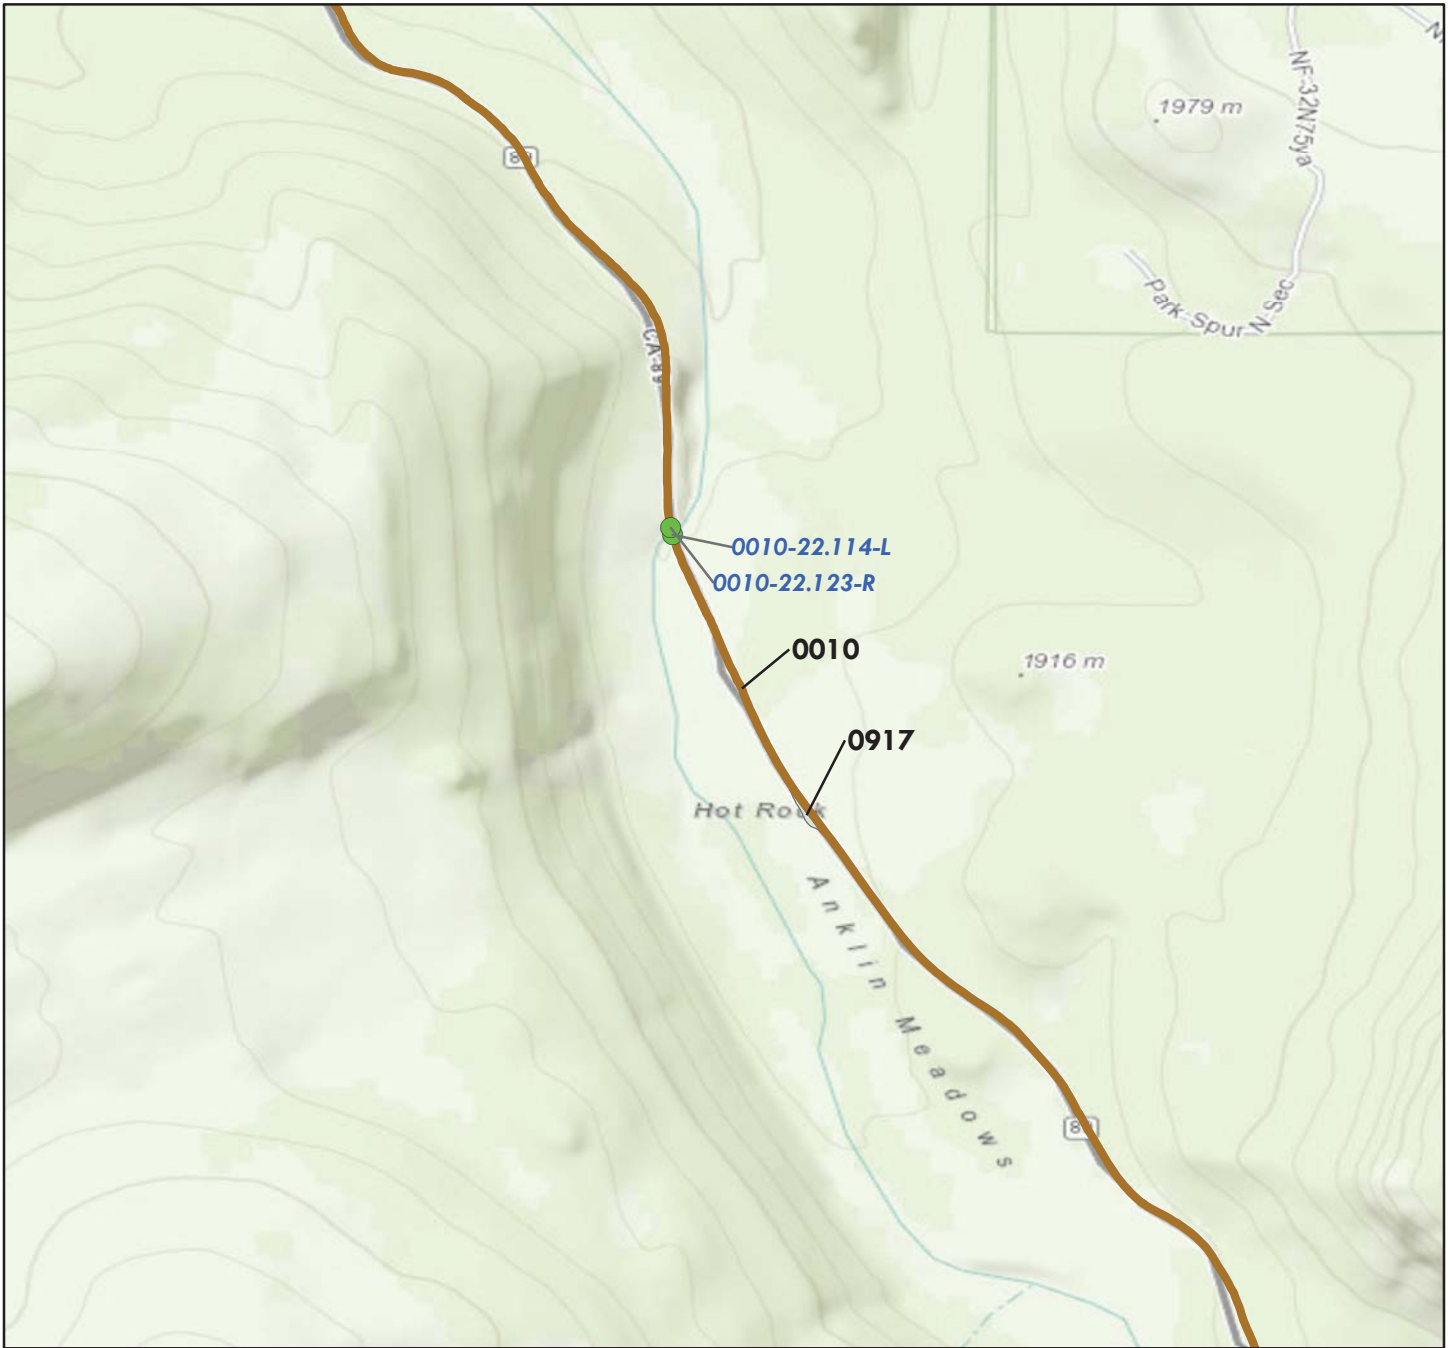 N
NF-32N75ya
1979 m
89
Park-Spur-N-Sec
CA-89
0010-22.114-L
0010-22.123-R
0010
1916 m
0917
Hot Rock
Anklin Meadows
8